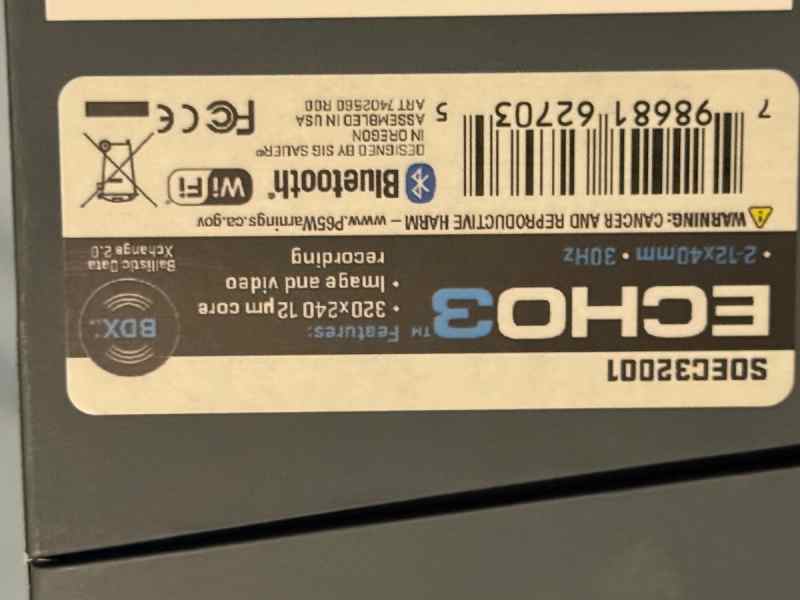 SOEC32001
ECHO3™
• 2-12x40mm • 30Hz
Features:
• 320x240 12 µm core
• Image and video
recording
BDX
Ballistic Data
Xchange 2.0
WARNING: CANCER AND REPRODUCTIVE HARM – www.P65Warnings.ca.gov
7 98681 62703 5
Bluetooth®
WiFi
DESIGNED BY SIG SAUER®
IN OREGON
ASSEMBLED IN USA
ART 7402560 R00
FC CE